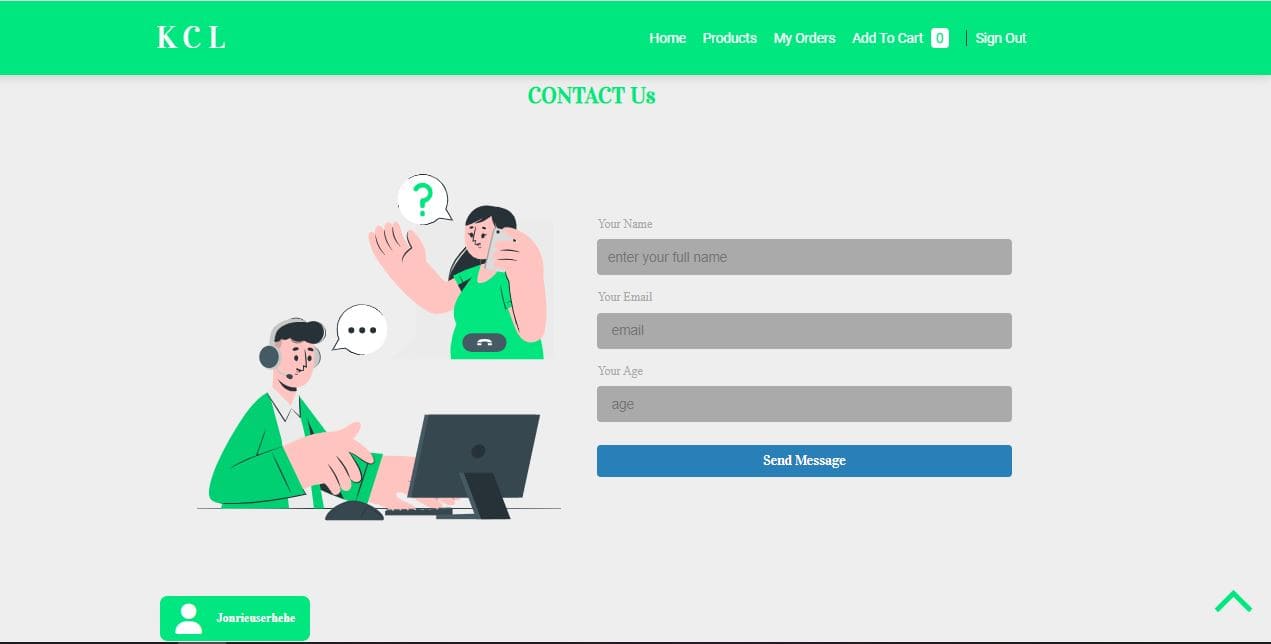 K C L
Home Products My Orders Add To Cart 0 | Sign Out
CONTACT Us
?
Your Name
enter your full name
Your Email
email
Your Age
age
Send Message
Jonrieuserhehe